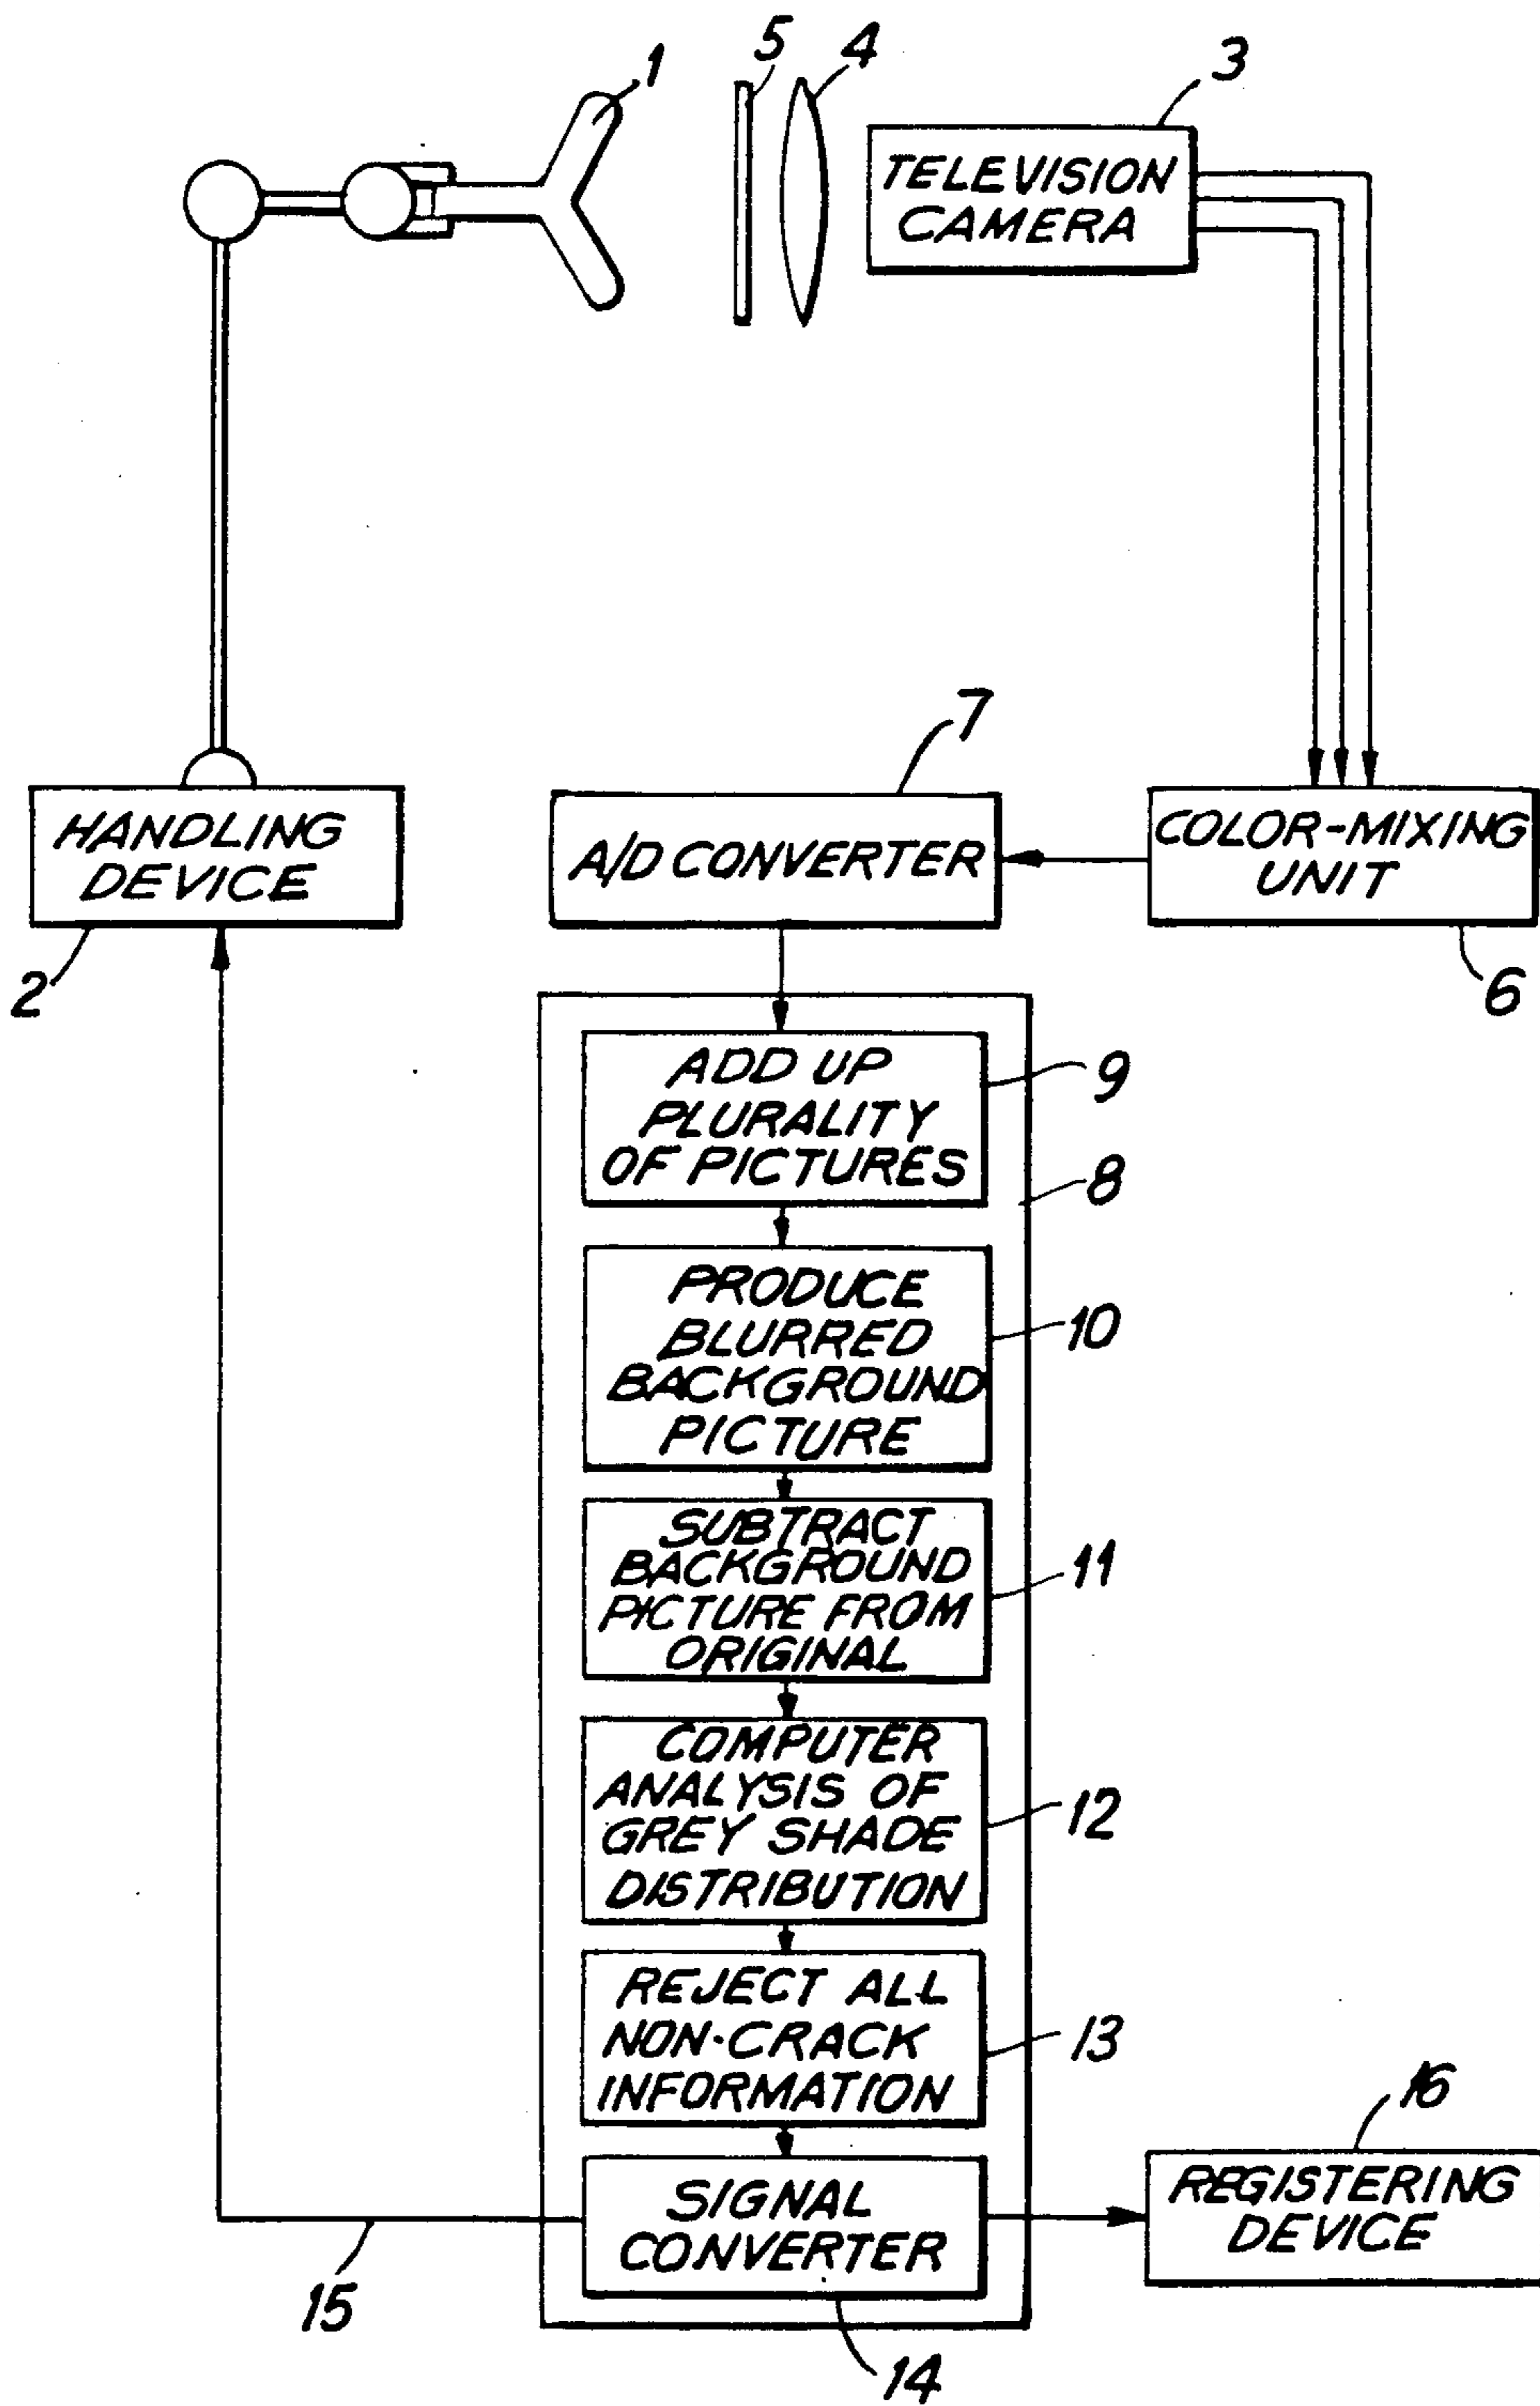 1
5
4
3
TELEVISION
CAMERA
7
HANDLING
DEVICE
A/D CONVERTER
COLOR-MIXING
UNIT
2
6
ADD UP
PLURALITY
OF PICTURES
9
8
PRODUCE
BLURRED
BACKGROUND
PICTURE
10
SUBTRACT
BACKGROUND
PICTURE FROM
ORIGINAL
11
COMPUTER
ANALYSIS OF
GREY SHADE
DISTRIBUTION
12
REJECT ALL
NON-CRACK
INFORMATION
13
16
SIGNAL
CONVERTER
REGISTERING
DEVICE
15
14